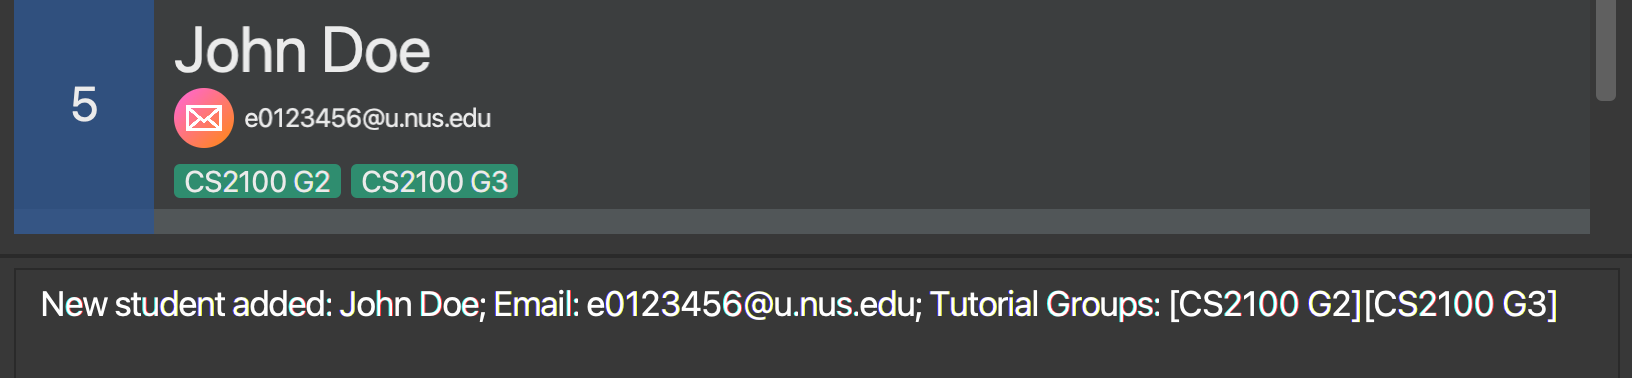 5
John Doe
e0123456@u.nus.edu
CS2100 G2 CS2100 G3
New student added: John Doe; Email: e0123456@u.nus.edu; Tutorial Groups: [CS2100 G2][CS2100 G3]